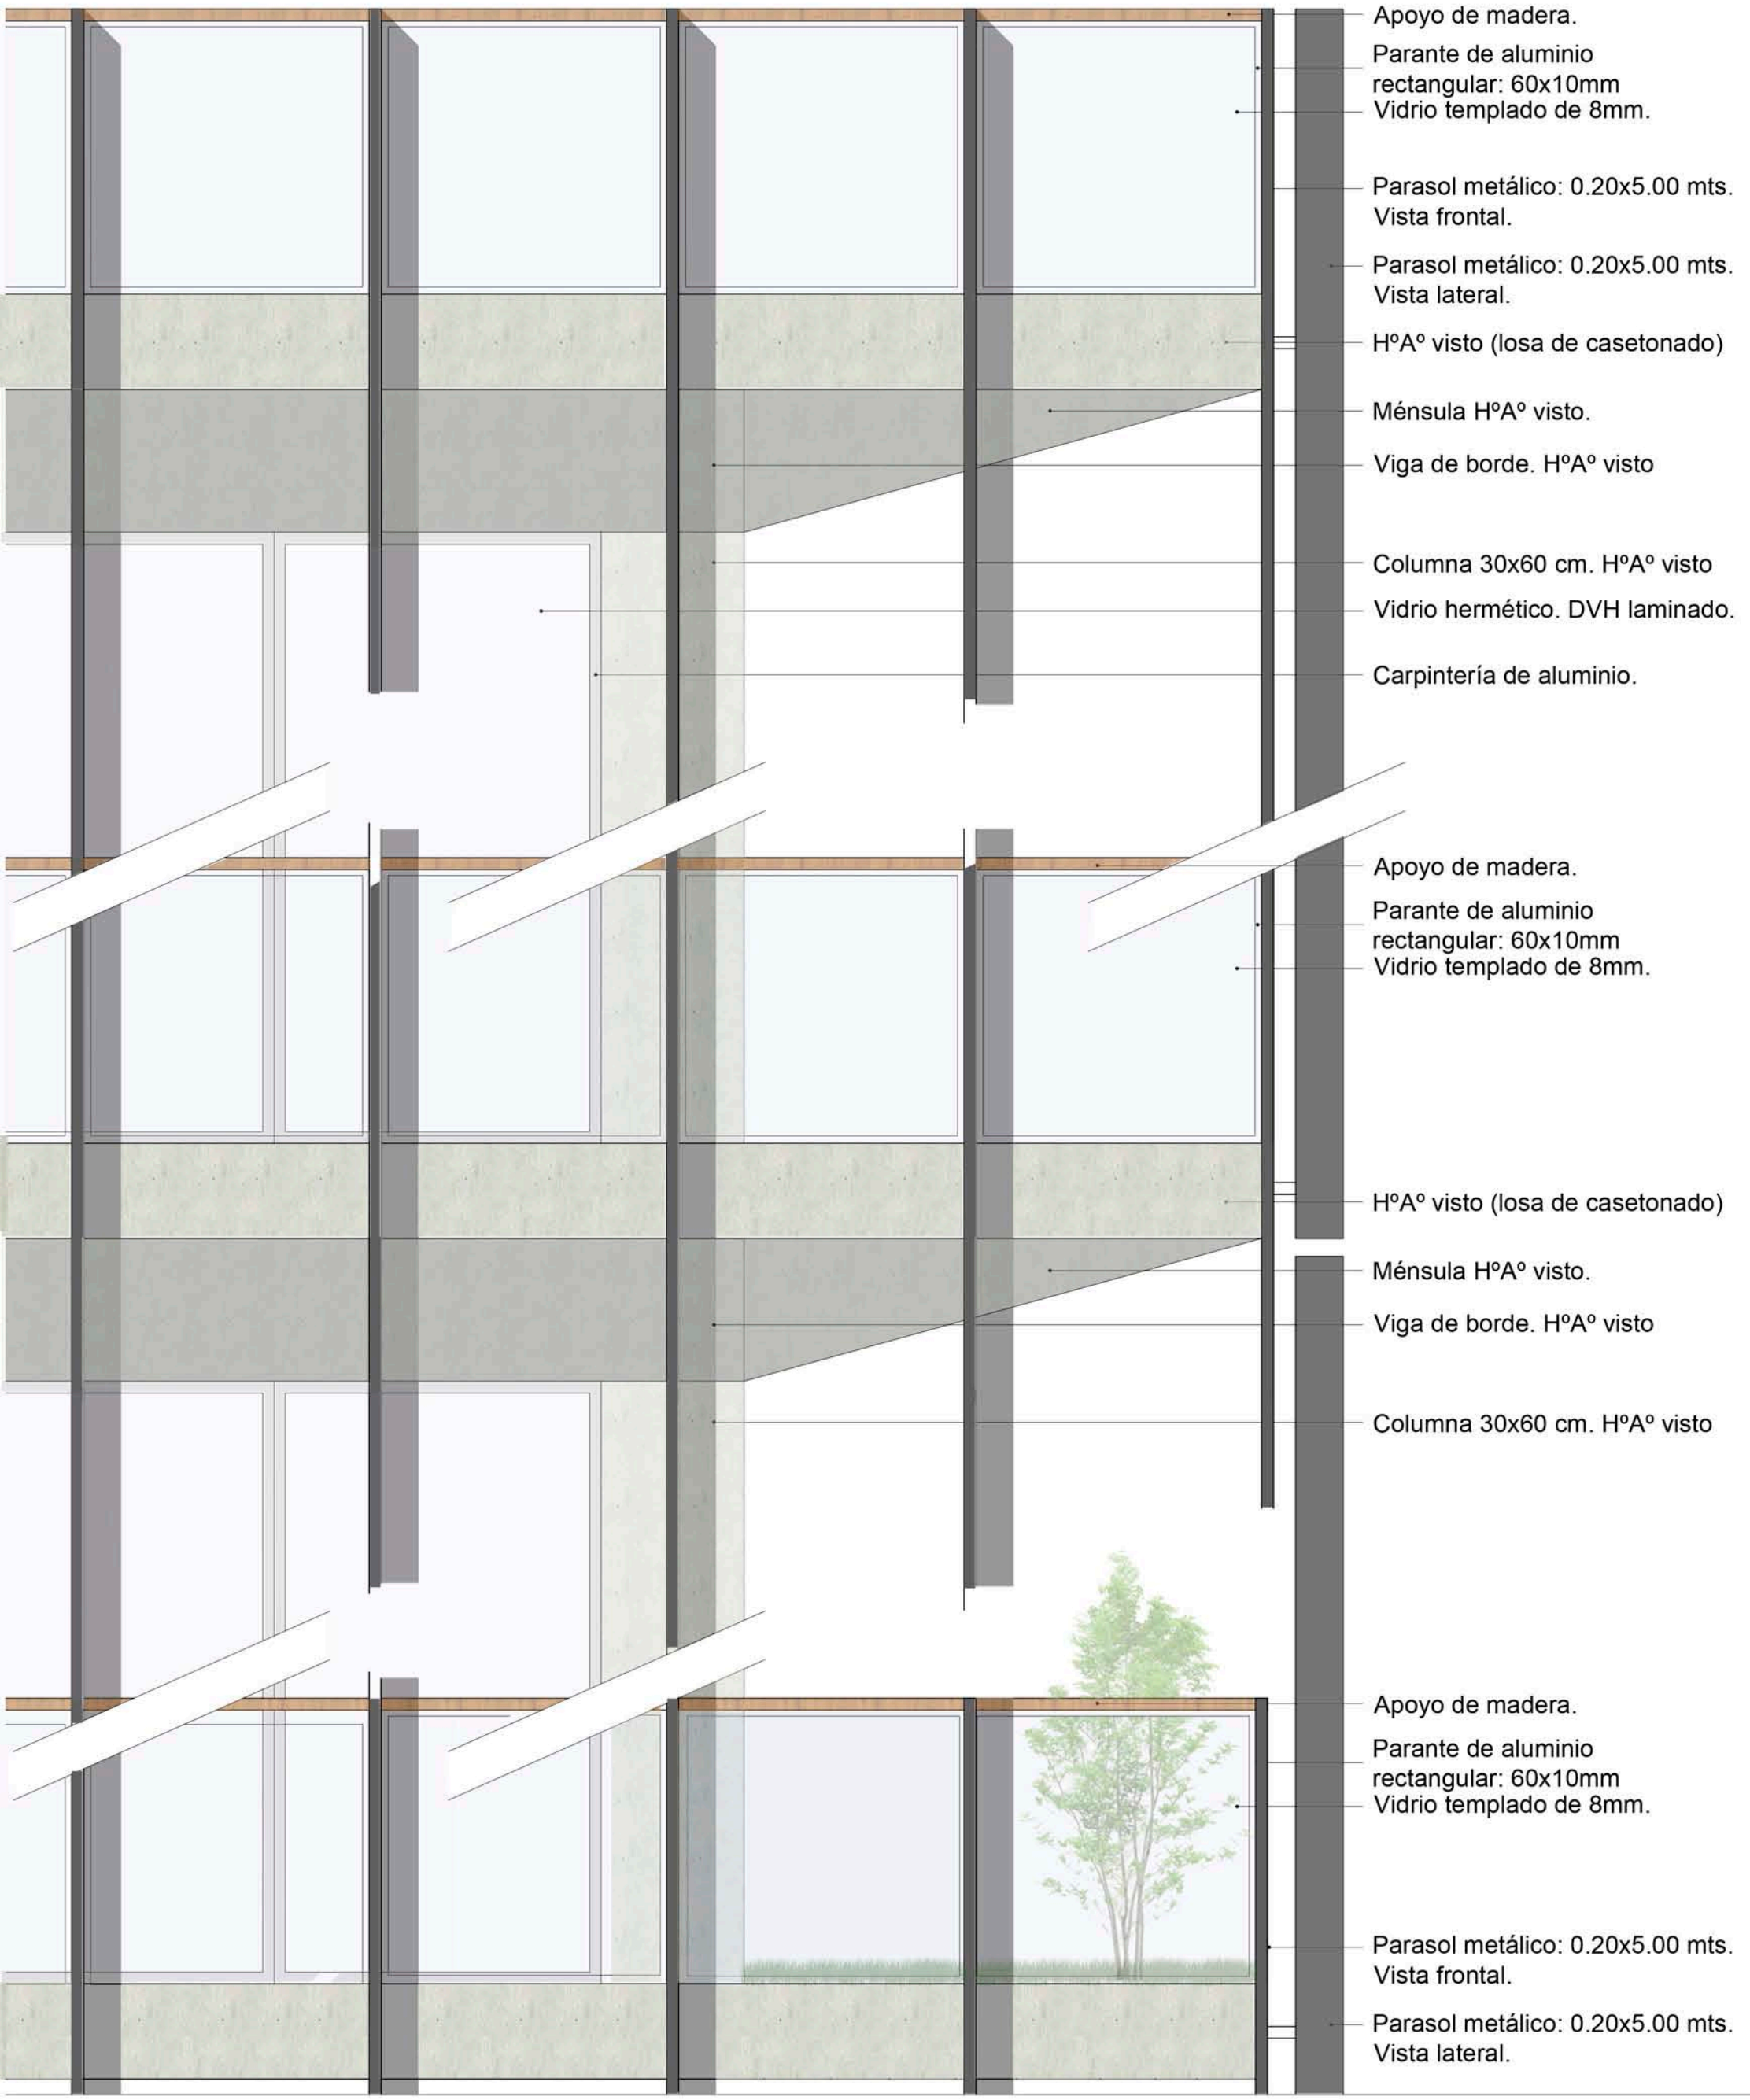 Apoyo de madera.
Parante de aluminio
rectangular: 60x10mm
Vidrio templado de 8mm.
Parasol metálico: 0.20x5.00 mts.
Vista frontal.
Parasol metálico: 0.20x5.00 mts.
Vista lateral.
HºAº visto (losa de casetonado)
Ménsula HºAº visto.
Viga de borde. HºAº visto
Columna 30x60 cm. HºAº visto
Vidrio hermético. DVH laminado.
Carpintería de aluminio.
Apoyo de madera.
Parante de aluminio
rectangular: 60x10mm
Vidrio templado de 8mm.
HºAº visto (losa de casetonado)
Ménsula HºAº visto.
Viga de borde. HºAº visto
Columna 30x60 cm. HºAº visto
Apoyo de madera.
Parante de aluminio
rectangular: 60x10mm
Vidrio templado de 8mm.
Parasol metálico: 0.20x5.00 mts.
Vista frontal.
Parasol metálico: 0.20x5.00 mts.
Vista lateral.